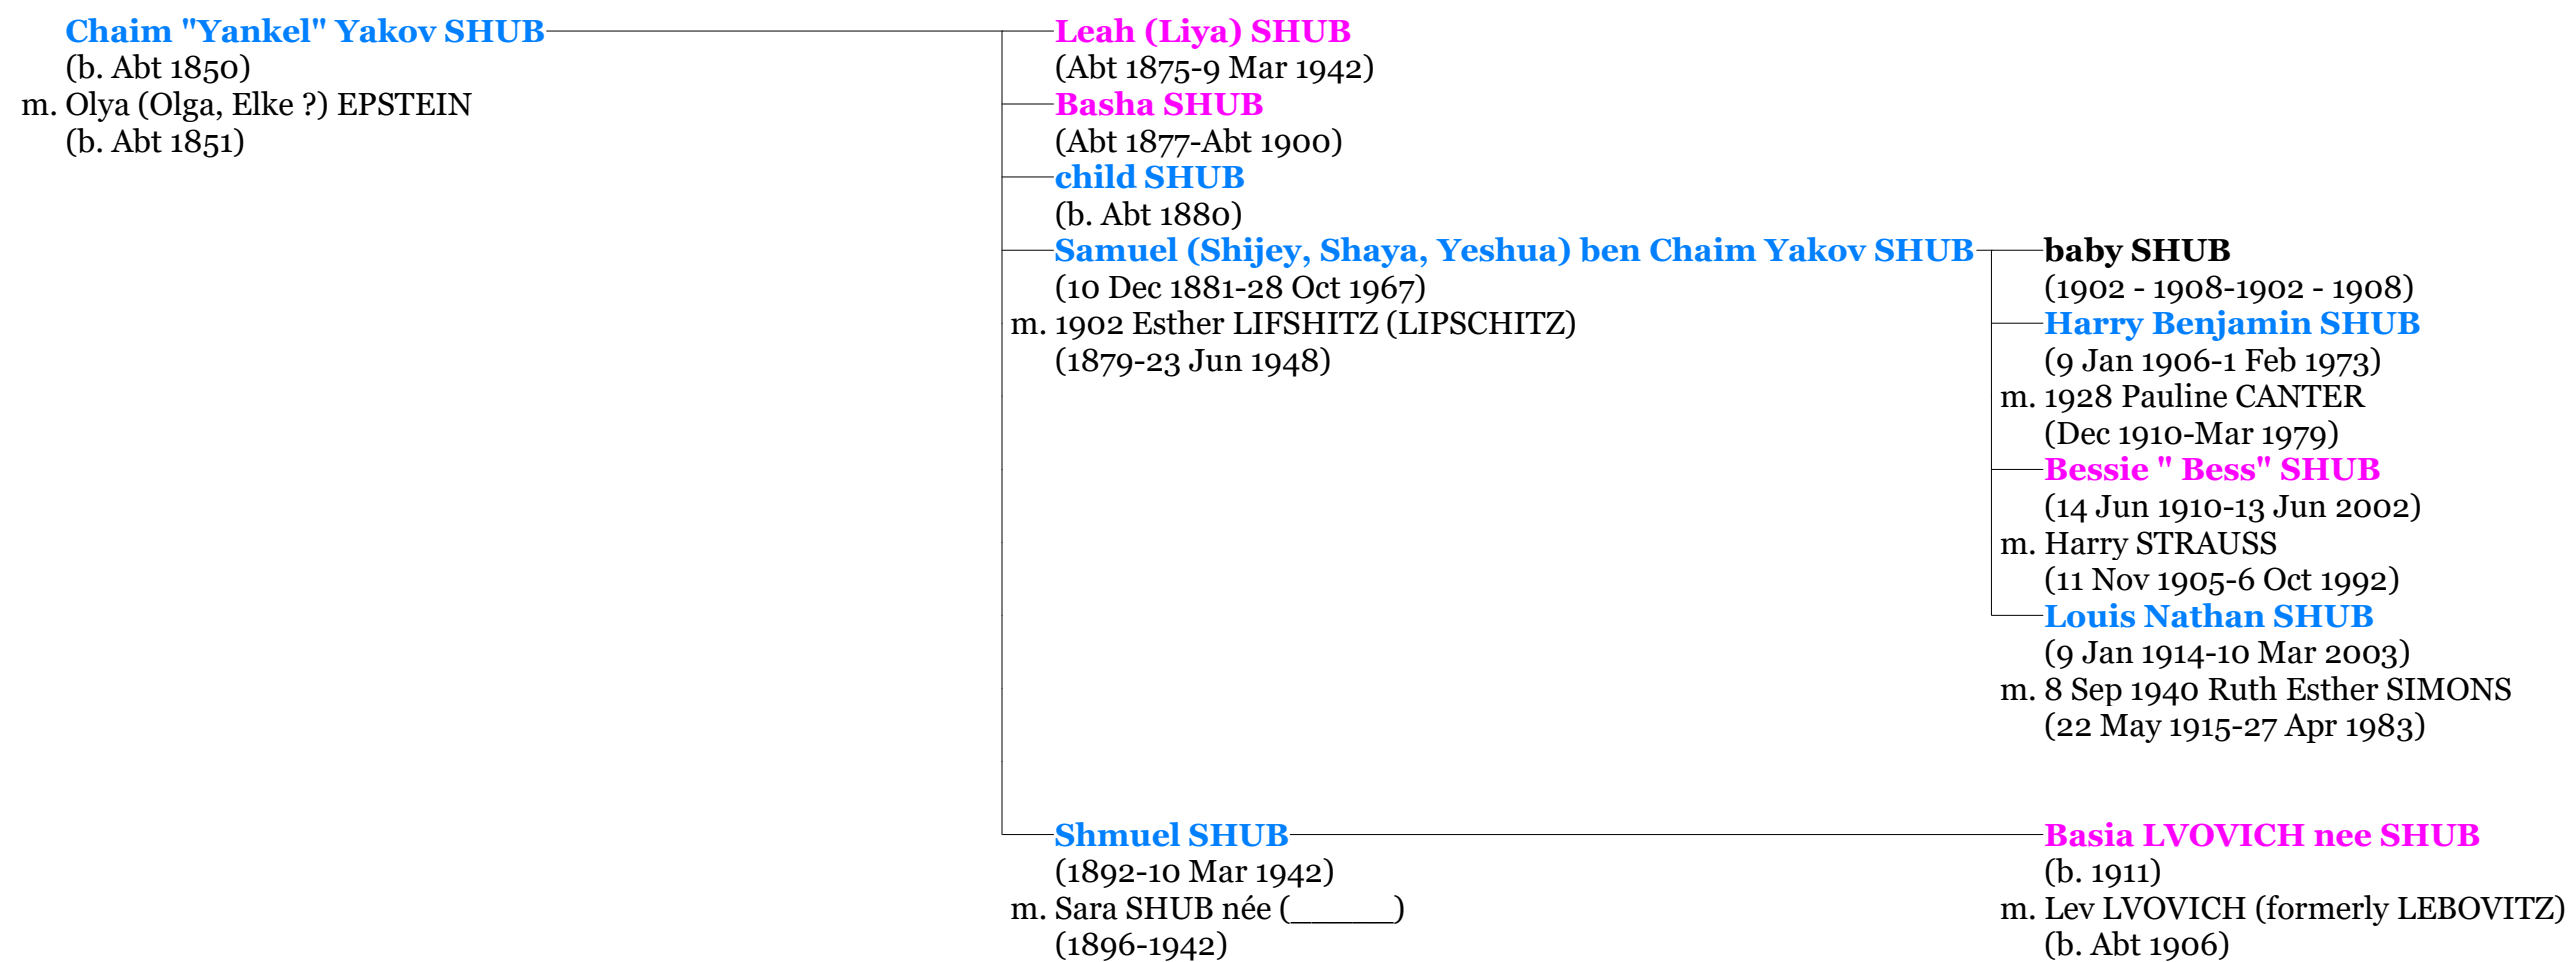 Chaim "Yankel" Yakov SHUB
(b. Abt 1850)
m. Olya (Olga, Elke ?) EPSTEIN
(b. Abt 1851)
Leah (Liya) SHUB
(Abt 1875-9 Mar 1942)
Basha SHUB
(Abt 1877-Abt 1900)
child SHUB
(b. Abt 1880)
Samuel (Shijey, Shaya, Yeshua) ben Chaim Yakov SHUB
(10 Dec 1881-28 Oct 1967)
m. 1902 Esther LIFSHITZ (LIPSCHITZ)
(1879-23 Jun 1948)
baby SHUB
(1902 - 1908-1902 - 1908)
Harry Benjamin SHUB
(9 Jan 1906-1 Feb 1973)
m. 1928 Pauline CANTER
(Dec 1910-Mar 1979)
Bessie " Bess" SHUB
(14 Jun 1910-13 Jun 2002)
m. Harry STRAUSS
(11 Nov 1905-6 Oct 1992)
Louis Nathan SHUB
(9 Jan 1914-10 Mar 2003)
m. 8 Sep 1940 Ruth Esther SIMONS
(22 May 1915-27 Apr 1983)
Shmuel SHUB
(1892-10 Mar 1942)
m. Sara SHUB née (______)
(1896-1942)
Basia LVOVICH nee SHUB
(b. 1911)
m. Lev LVOVICH (formerly LEBOVITZ)
(b. Abt 1906)